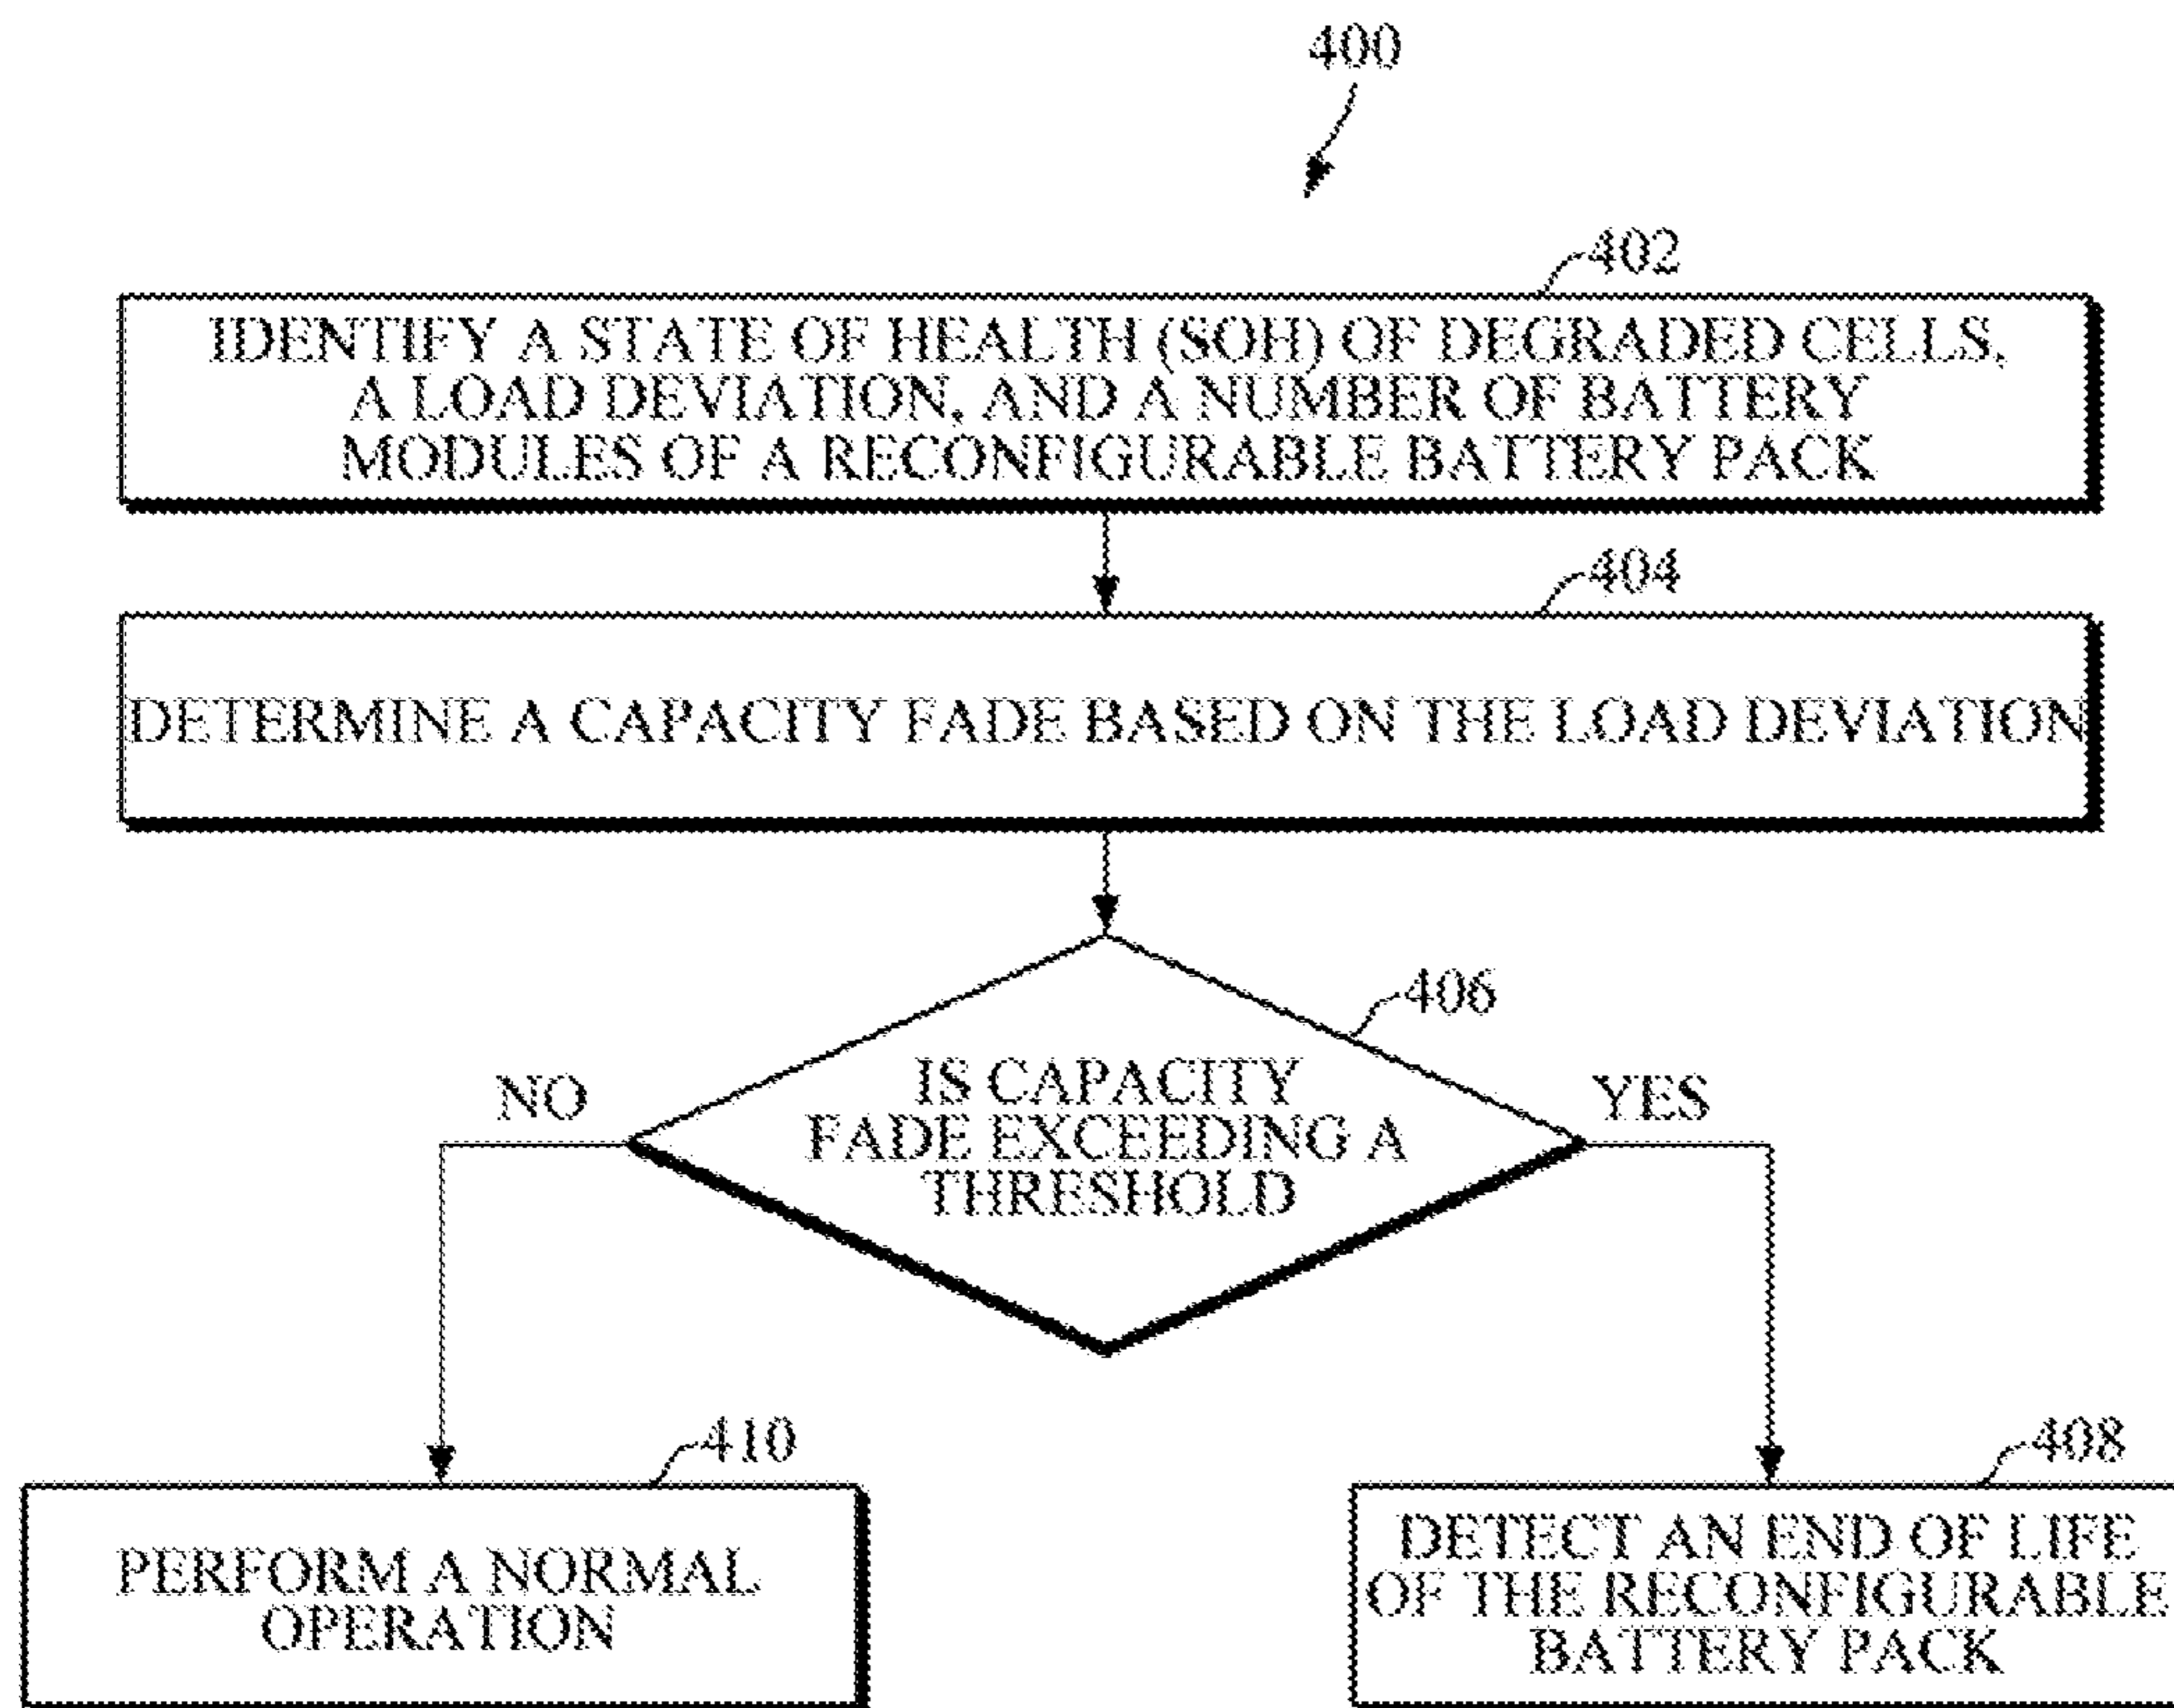 400
402
IDENTIFY A STATE OF HEALTH (SOH) OF DEGRADED CELLS,
A LOAD DEVIATION, AND A NUMBER OF BATTERY
MODULES OF A RECONFIGURABLE BATTERY PACK
404
DETERMINE A CAPACITY FADE BASED ON THE LOAD DEVIATION
406
NO
IS CAPACITY
FADE EXCEEDING A
THRESHOLD
YES
410
PERFORM A NORMAL
OPERATION
408
DETECT AN END OF LIFE
OF THE RECONFIGURABLE
BATTERY PACK